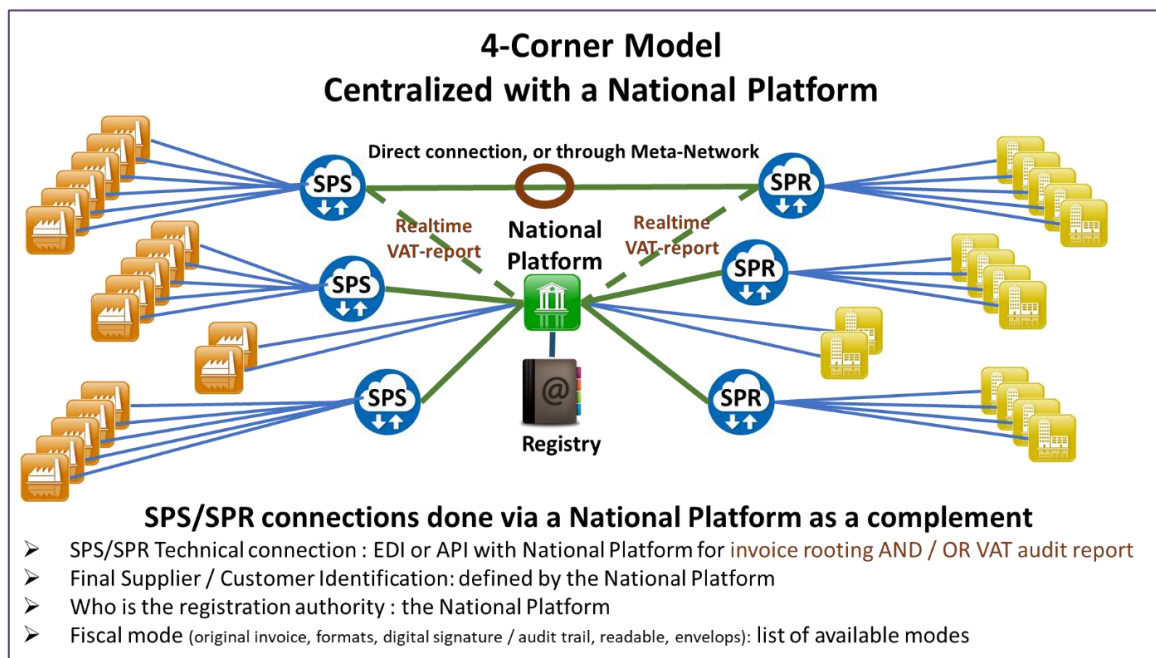 4-Corner Model
Centralized with a National Platform
Direct connection, or through Meta-Network
SPS
SPR
Realtime
VAT-report
National
Platform
Realtime
VAT-report
SPS
SPR
@
SPS
SPR
Registry
SPS/SPR connections done via a National Platform as a complement
➢ SPS/SPR Technical connection : EDI or API with National Platform for invoice rooting AND / OR VAT audit report
➢ Final Supplier / Customer Identification: defined by the National Platform
➢ Who is the registration authority : the National Platform
➢ Fiscal mode (original invoice, formats, digital signature / audit trail, readable, envelops): list of available modes